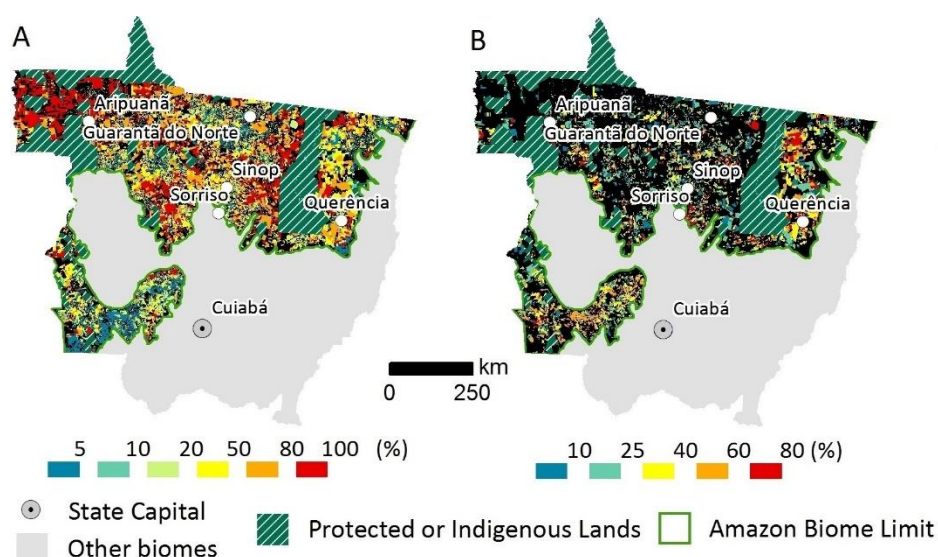 A
B
Aripuanã
Guarantã do Norte
Sinop
Sorriso
Querência
Cuiabá
Aripuanã
Guarantã do Norte
Sinop
Sorriso
Querência
Cuiabá
km
0 250
5 10 20 50 80 100 (%)
10 25 40 60 80 (%)
State Capital
Protected or Indigenous Lands
Amazon Biome Limit
Other biomes